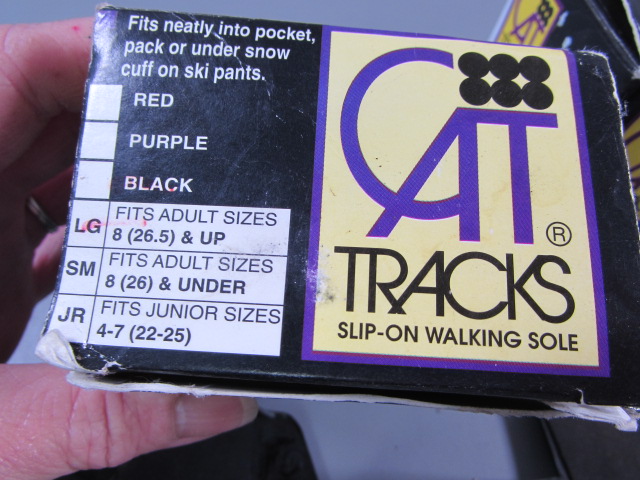 Fits neatly into pocket,
pack or under snow
cuff on ski pants.
RED
PURPLE
BLACK
LG FITS ADULT SIZES
8 (26.5) & UP
SM FITS ADULT SIZES
8 (26) & UNDER
JR FITS JUNIOR SIZES
4-7 (22-25)
CAT
TRACKS ®
SLIP-ON WALKING SOLE